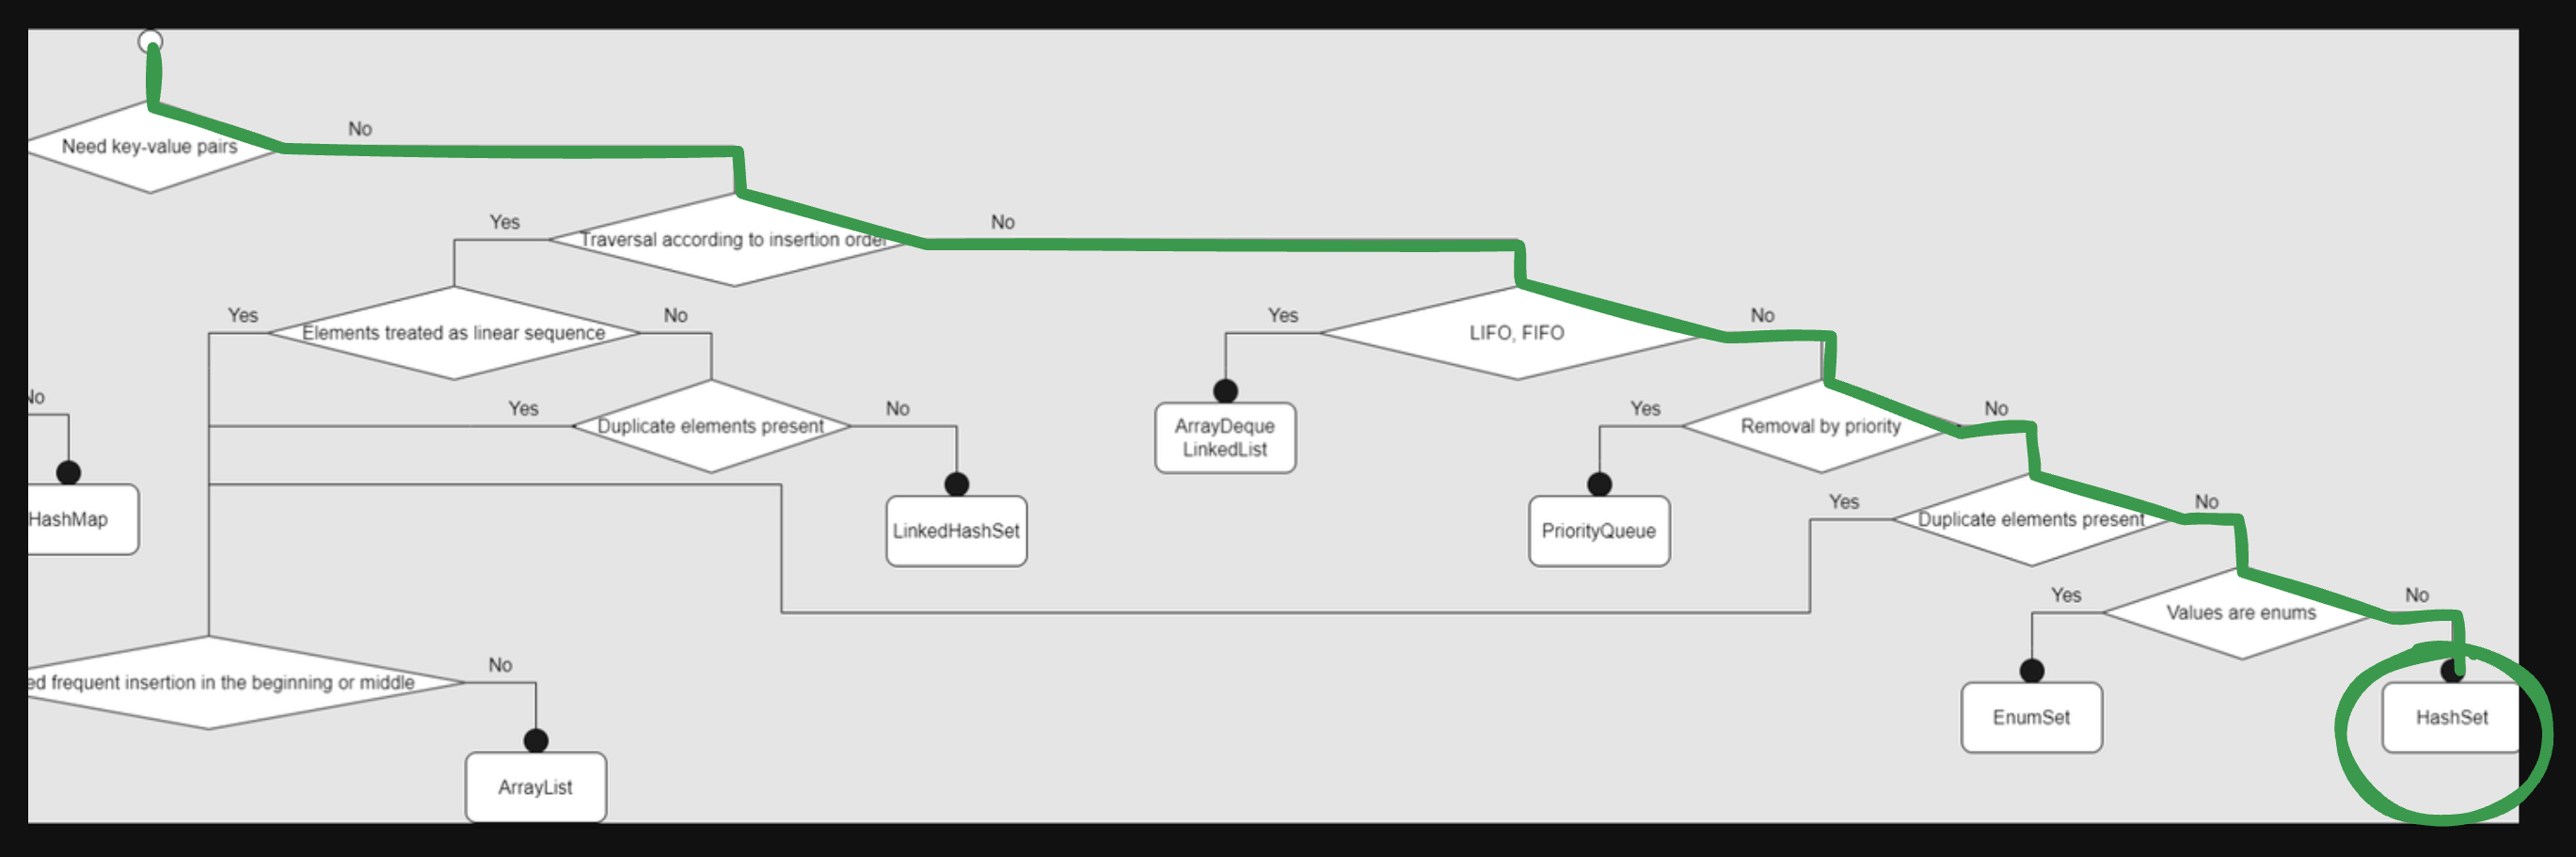 No
Need key-value pairs
Yes
No
Traversal according to insertion order
Yes
No
Yes
No
Elements treated as linear sequence
LIFO, FIFO
No
Yes
No
Yes
No
Duplicate elements present
ArrayDeque
LinkedList
Removal by priority
Yes
No
HashMap
LinkedHashSet
PriorityQueue
Duplicate elements present
Yes
No
Values are enums
No
ed frequent insertion in the beginning or middle
EnumSet
HashSet
ArrayList